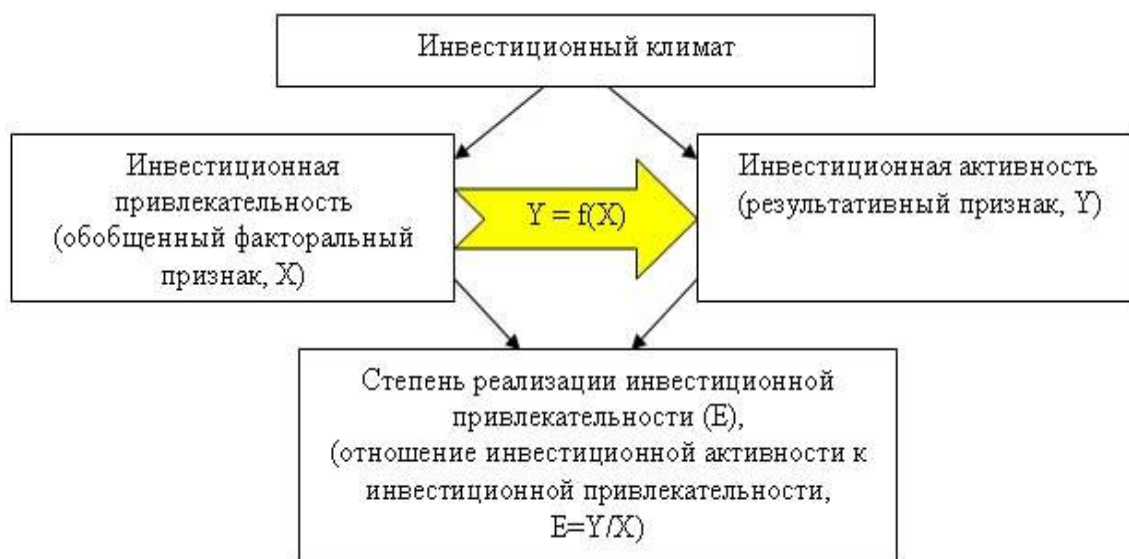 Инвестиционный климат
Инвестиционная
привлекательность
(обобщенный факторальный
признак, X)
Y = f(X)
Инвестиционная активность
(результативный признак, Y)
Степень реализации инвестиционной
привлекательности (E),
(отношение инвестиционной активности к
инвестиционной привлекательности,
E=Y/X)